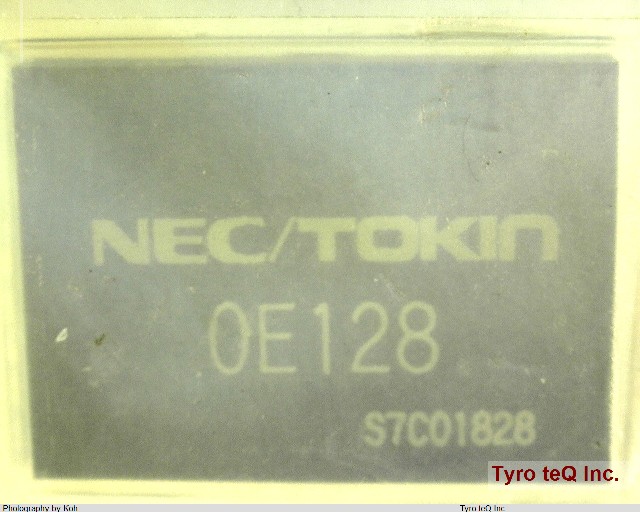 NEC/TOKIN
0E128
S7C01828
Tyro teQ Inc.
Photography by Koh
Tyro teQ Inc